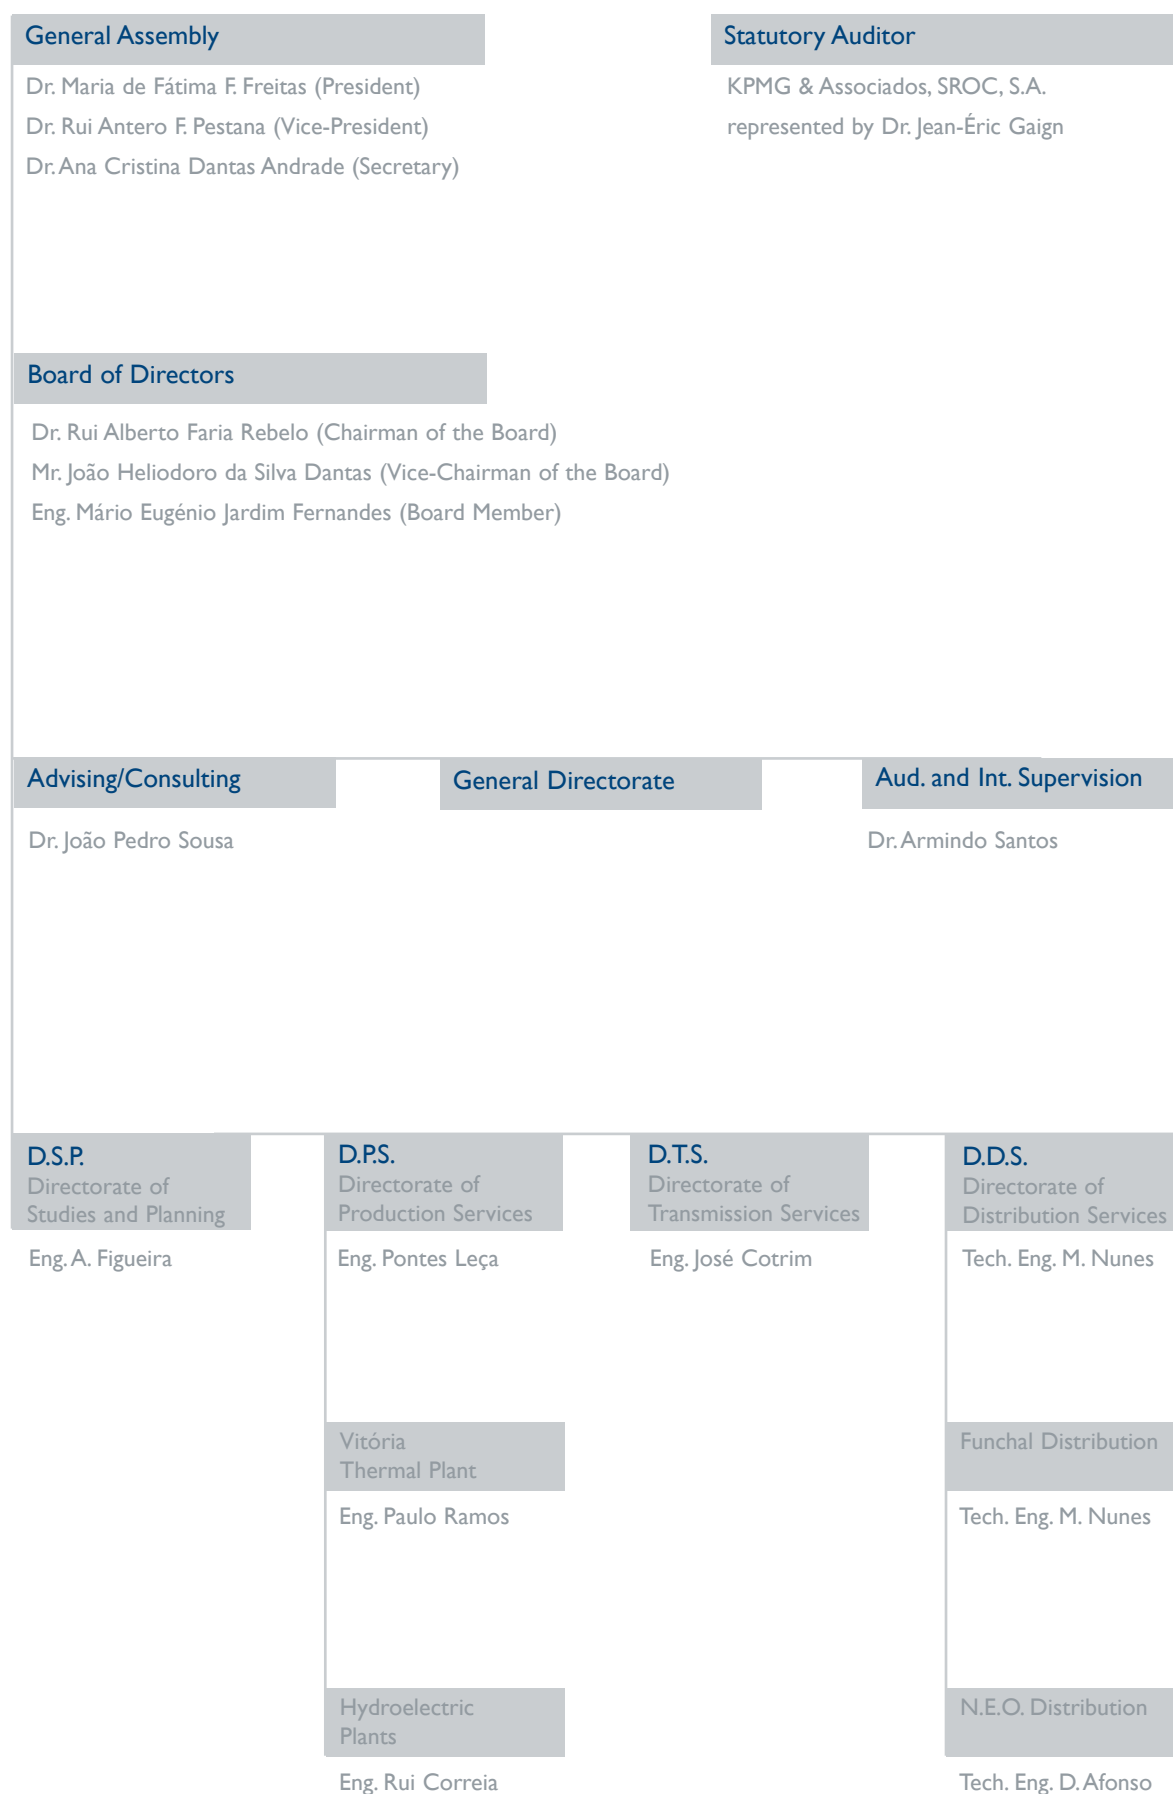 General Assembly
Dr. Maria de Fátima F. Freitas (President)
Dr. Rui Antero F. Pestana (Vice-President)
Dr. Ana Cristina Dantas Andrade (Secretary)
Statutory Auditor
KPMG & Associados, SROC, S.A.
represented by Dr. Jean-Éric Gaign
Board of Directors
Dr. Rui Alberto Faria Rebelo (Chairman of the Board)
Mr. João Heliodoro da Silva Dantas (Vice-Chairman of the Board)
Eng. Mário Eugénio Jardim Fernandes (Board Member)
Advising/Consulting
Dr. João Pedro Sousa
General Directorate
Aud. and Int. Supervision
Dr. Armindo Santos
D.S.P.
Directorate of
Studies and Planning
Eng. A. Figueira
D.P.S.
Directorate of
Production Services
Eng. Pontes Leça
Vitória
Thermal Plant
Eng. Paulo Ramos
Hydroelectric
Plants
Eng. Rui Correia
D.T.S.
Directorate of
Transmission Services
Eng. José Cotrim
D.D.S.
Directorate of
Distribution Services
Tech. Eng. M. Nunes
Funchal Distribution
Tech. Eng. M. Nunes
N.E.O. Distribution
Tech. Eng. D. Afonso